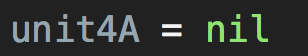 unit4A = nil